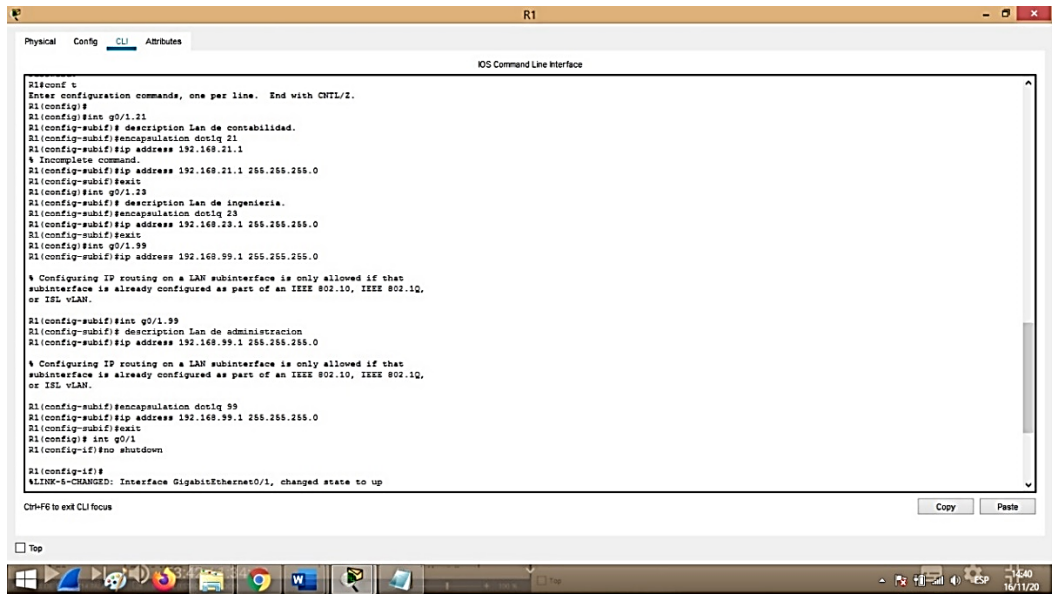 R1
Physical Config CLI Attributes
IOS Command Line Interface
R1#conf t
Enter configuration commands, one per line. End with CNTL/Z.
R1(config)#
R1(config)#int g0/1.21
R1(config-subif)# description Lan de contabilidad.
R1(config-subif)#encapsulation dot1q 21
R1(config-subif)#ip address 192.168.21.1
% Incomplete command.
R1(config-subif)#ip address 192.168.21.1 255.255.255.0
R1(config-subif)#exit
R1(config)#int g0/1.23
R1(config-subif)# description Lan de ingenieria.
R1(config-subif)#encapsulation dot1q 23
R1(config-subif)#ip address 192.168.23.1 255.255.255.0
R1(config-subif)#exit
R1(config)#int g0/1.99
R1(config-subif)#ip address 192.168.99.1 255.255.255.0
% Configuring IP routing on a LAN subinterface is only allowed if that
subinterface is already configured as part of an IEEE 802.10, IEEE 802.1Q,
or ISL vLAN.
R1(config-subif)#int g0/1.99
R1(config-subif)# description Lan de administracion
R1(config-subif)#ip address 192.168.99.1 255.255.255.0
% Configuring IP routing on a LAN subinterface is only allowed if that
subinterface is already configured as part of an IEEE 802.10, IEEE 802.1Q,
or ISL vLAN.
R1(config-subif)#encapsulation dot1q 99
R1(config-subif)#ip address 192.168.99.1 255.255.255.0
R1(config-subif)#exit
R1(config)# int g0/1
R1(config-if)#no shutdown
R1(config-if)#
%LINK-5-CHANGED: Interface GigabitEthernet0/1, changed state to up
Ctrl+F6 to exit CLI focus
Copy Paste
Top
Top
ESP
14:40
16/11/20